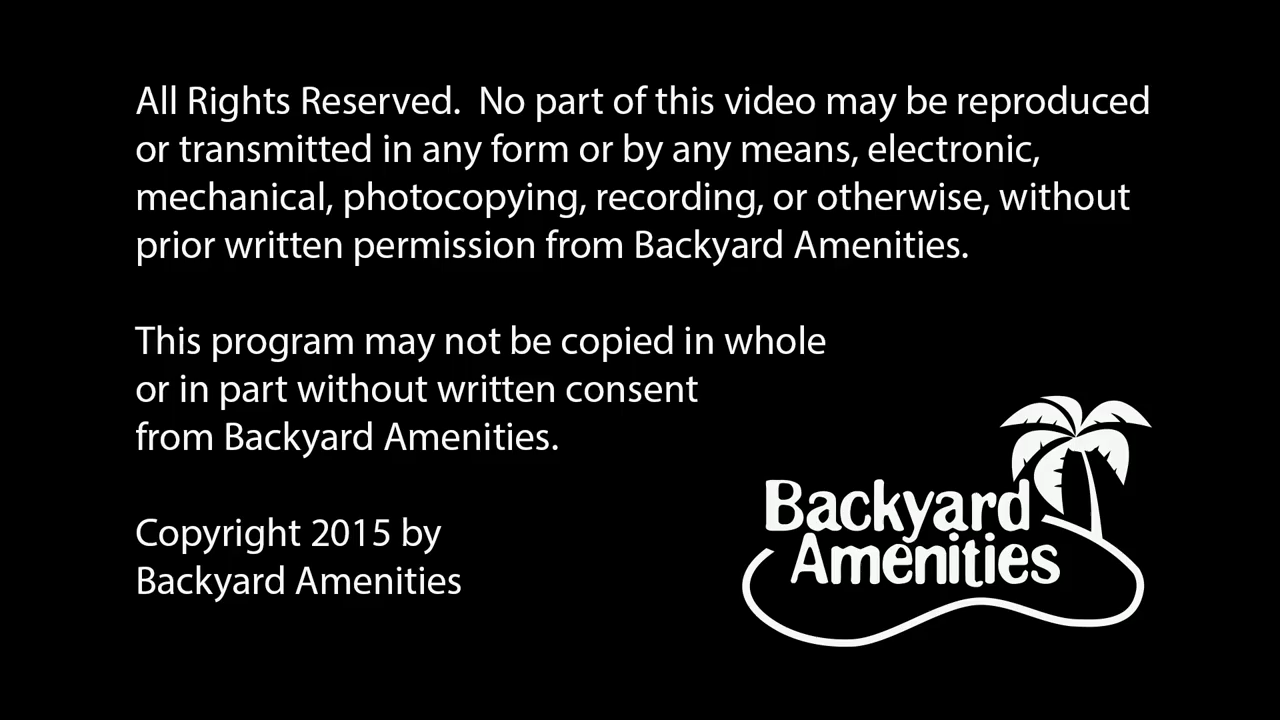 All Rights Reserved.  No part of this video may be reproduced
or transmitted in any form or by any means, electronic,
mechanical, photocopying, recording, or otherwise, without
prior written permission from Backyard Amenities.
This program may not be copied in whole
or in part without written consent
from Backyard Amenities.
Copyright 2015 by
Backyard Amenities
Backyard
Amenities